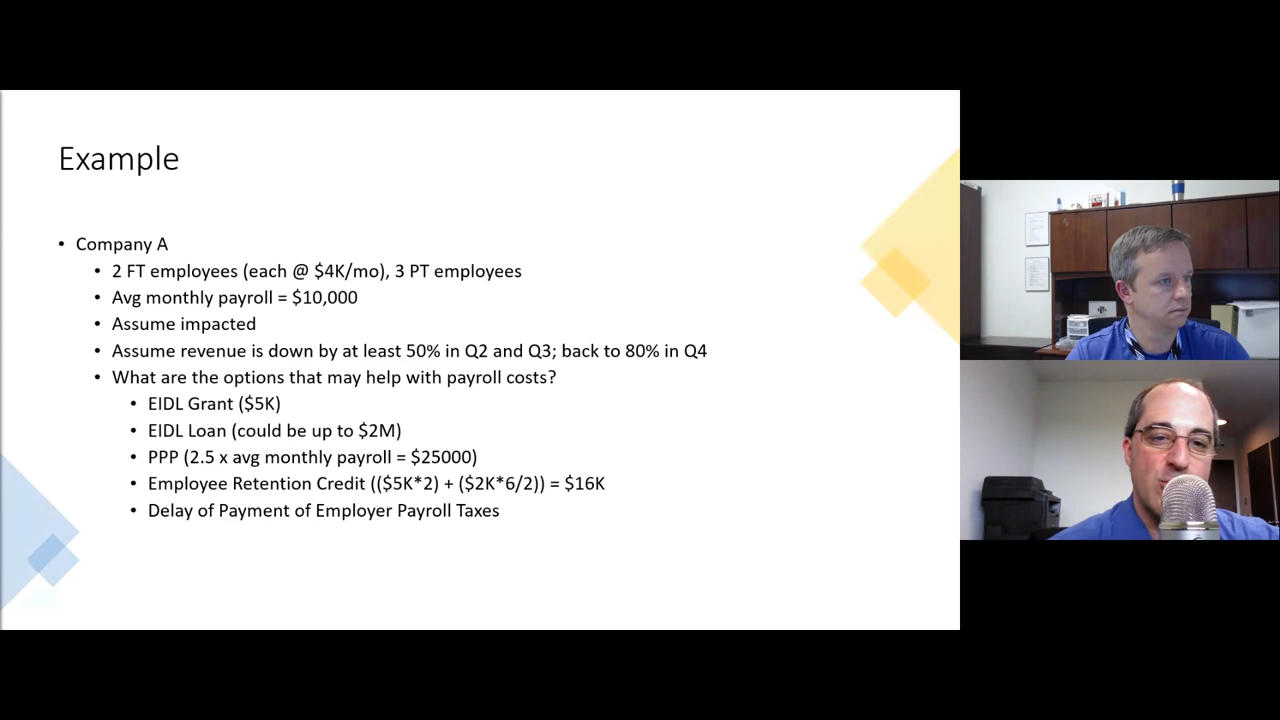 Example
• Company A
• 2 FT employees (each @ $4K/mo), 3 PT employees
• Avg monthly payroll = $10,000
• Assume impacted
• Assume revenue is down by at least 50% in Q2 and Q3; back to 80% in Q4
• What are the options that may help with payroll costs?
• EIDL Grant ($5K)
• EIDL Loan (could be up to $2M)
• PPP (2.5 x avg monthly payroll = $25000)
• Employee Retention Credit (($5K*2) + ($2K*6/2)) = $16K
• Delay of Payment of Employer Payroll Taxes